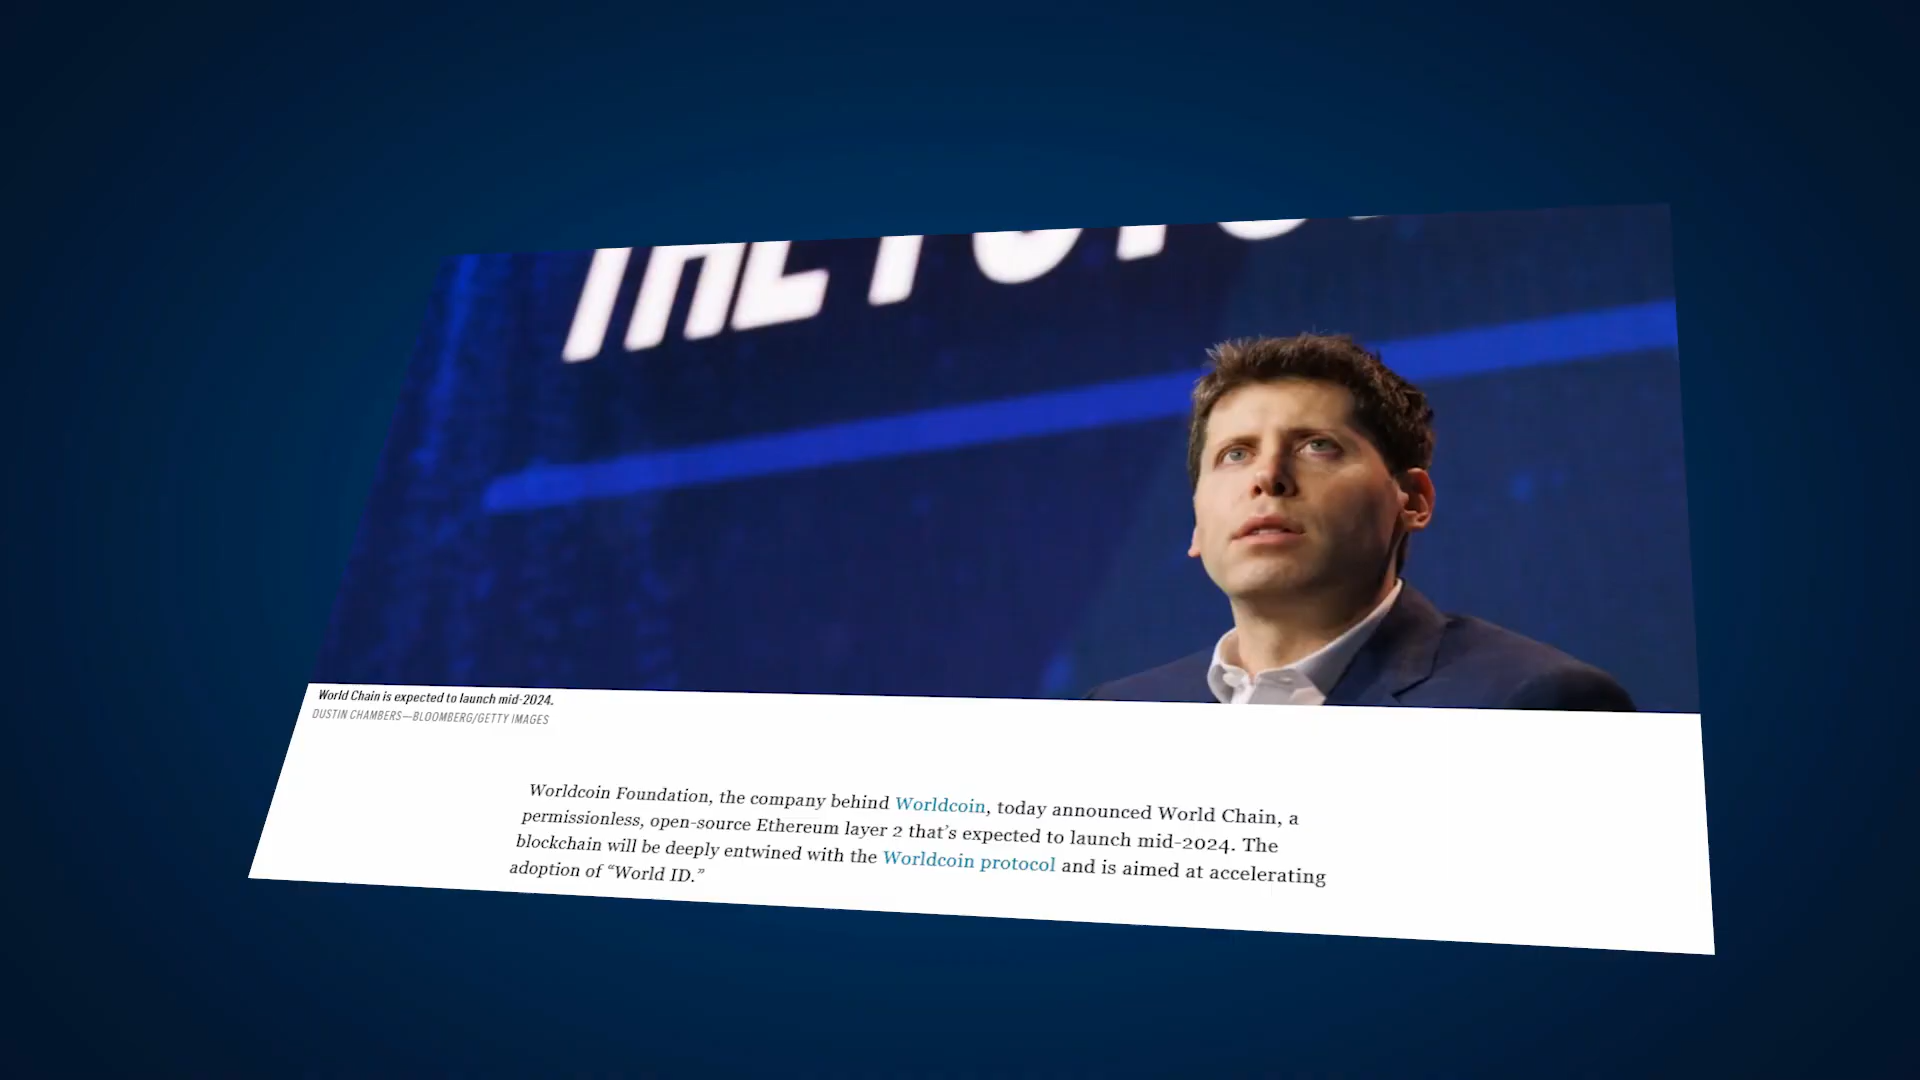 THE
World Chain is expected to launch mid-2024.
DUSTIN CHAMBERS—BLOOMBERG/GETTY IMAGES
Worldcoin Foundation, the company behind Worldcoin, today announced World Chain, a
permissionless, open-source Ethereum layer 2 that’s expected to launch mid-2024. The
blockchain will be deeply entwined with the Worldcoin protocol and is aimed at accelerating
adoption of “World ID.”